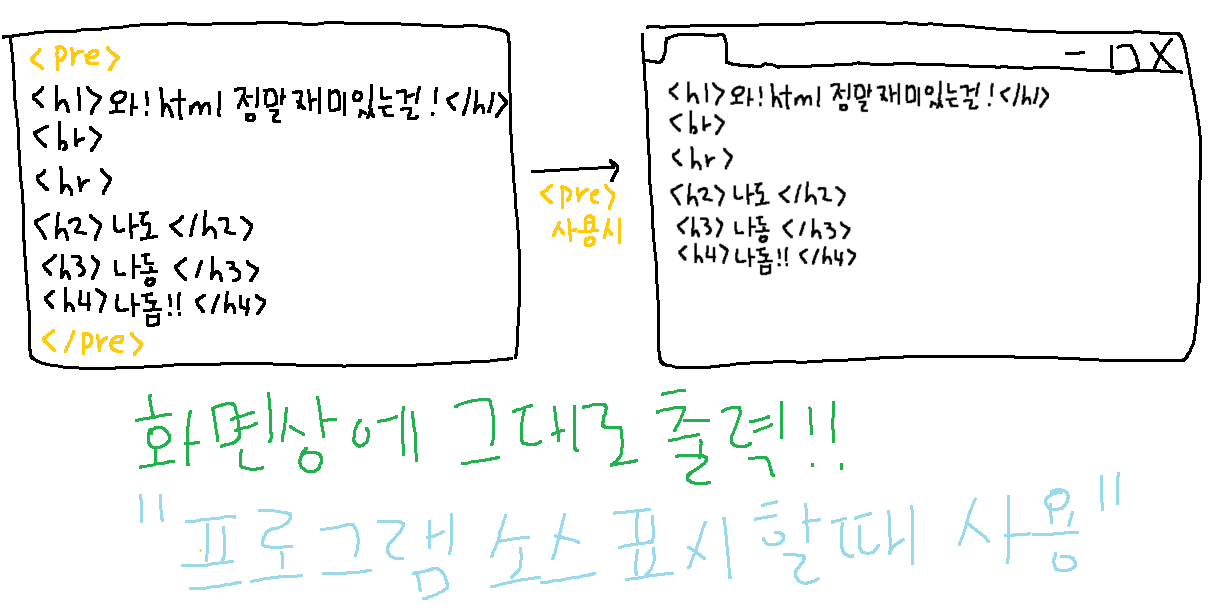 <pre>
<h1>와! html 정말 재미있는걸! </h1>
<br>
<hr>
<h2> 나도 </h2>
<h3> 나동 </h3>
<h4> 나돔!! </h4>
</pre>
<pre>
사용시
- □ X
<h1> 와! html 정말 재미있는걸! </h1>
<br>
<hr>
<h2> 나도 </h2>
<h3> 나동 </h3>
<h4> 나돔!! </h4>
화면상에 그대로 출력!!
"프로그램 소스 표시 할때 사용"